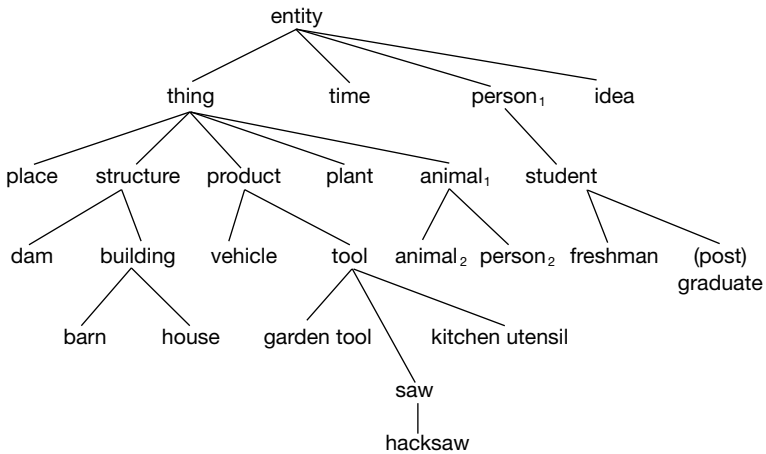 entity
thing time person₁ idea
place structure product plant animal₁ student
dam building vehicle tool animal₂ person₂ freshman (post)
graduate
barn house garden tool kitchen utensil
saw
hacksaw